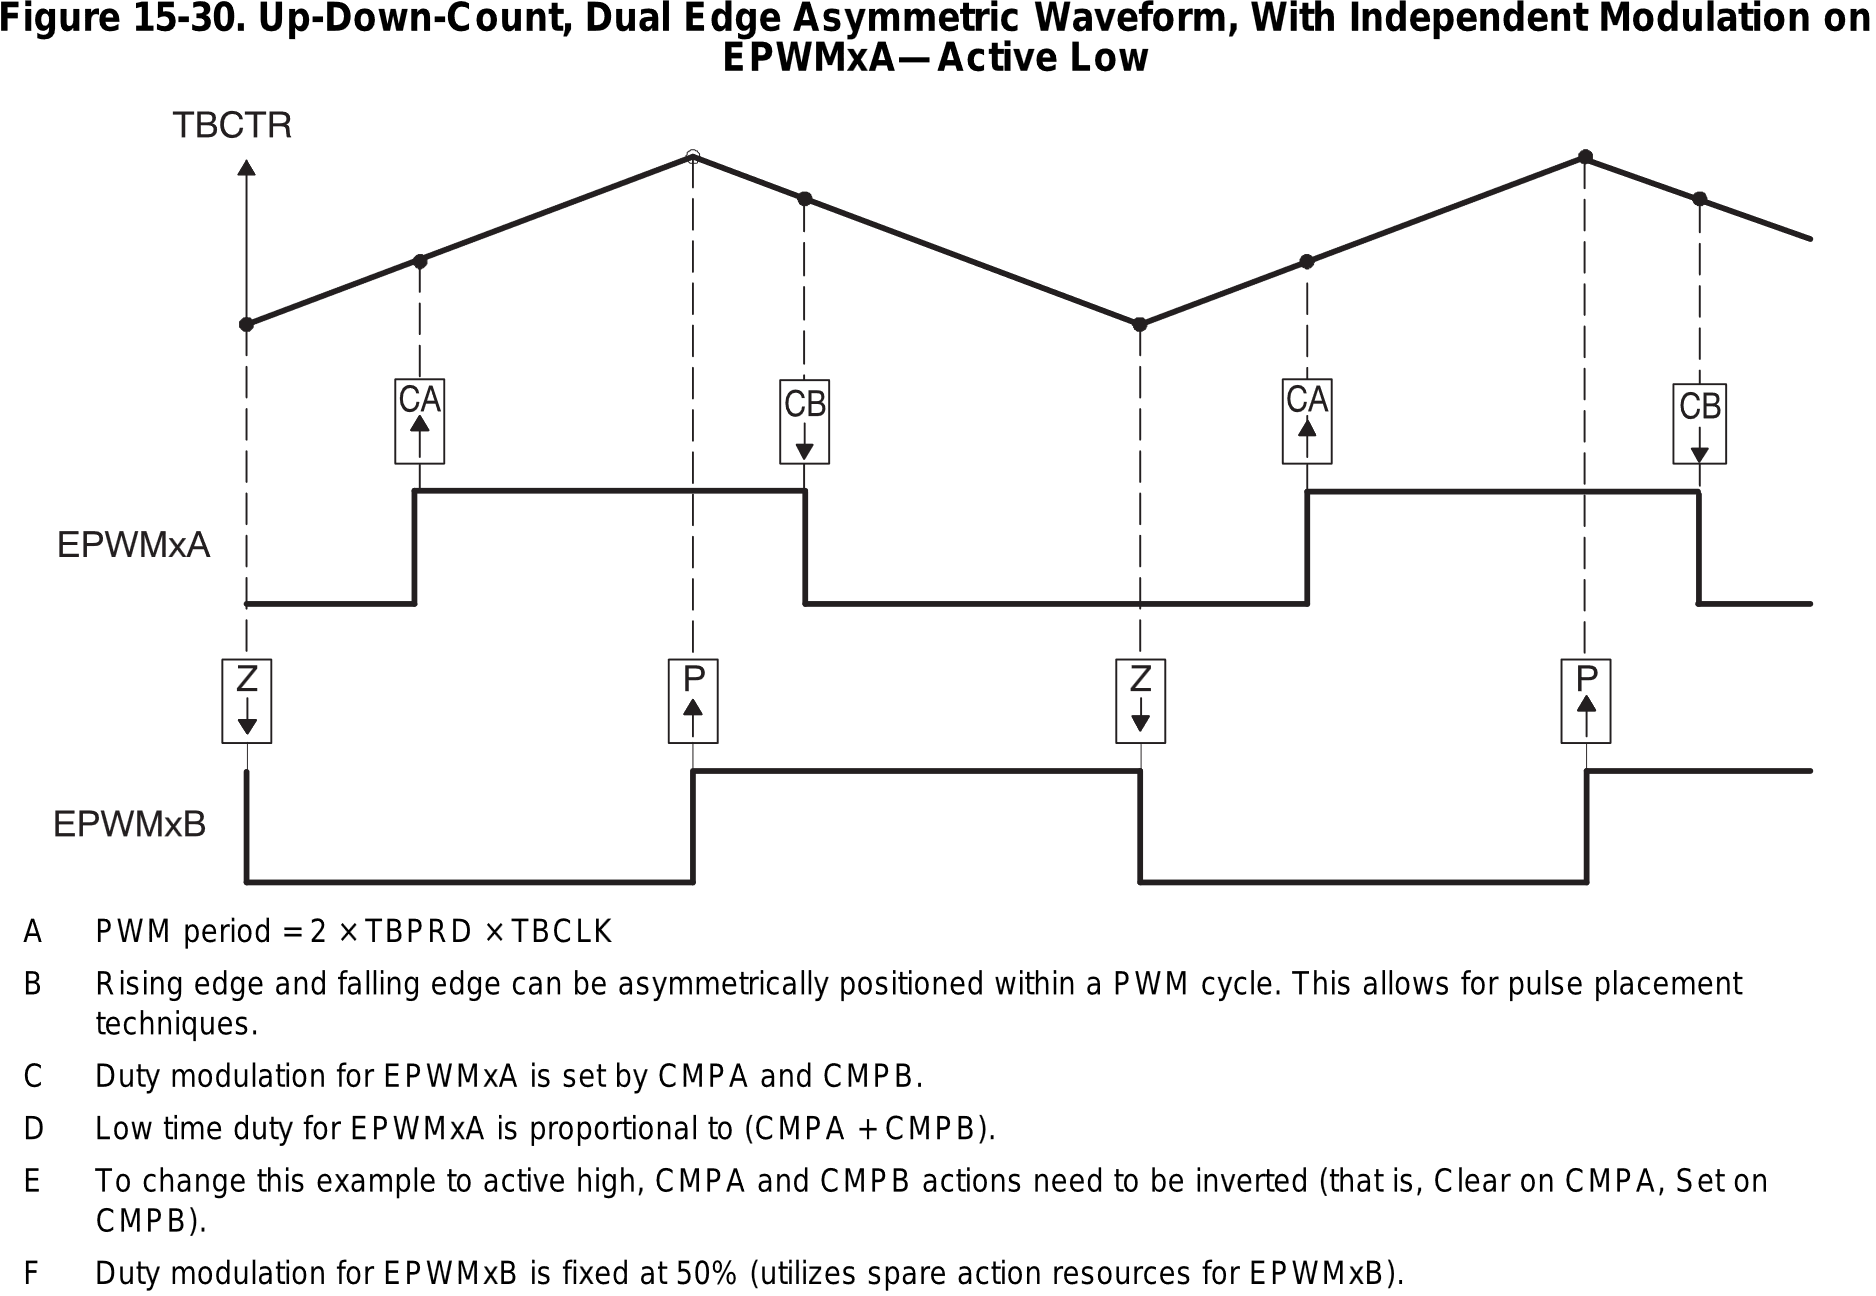 Figure 15-30. Up-Down-Count, Dual Edge Asymmetric Waveform, With Independent Modulation on
EPWMxA—Active Low
TBCTR
CA
CB
CA
CB
EPWMxA
Z
P
Z
P
EPWMxB
A PWM period = 2 × TBPRD × TBCLK
B Rising edge and falling edge can be asymmetrically positioned within a PWM cycle. This allows for pulse placement
techniques.
C Duty modulation for EPWMxA is set by CMPA and CMPB.
D Low time duty for EPWMxA is proportional to (CMPA + CMPB).
E To change this example to active high, CMPA and CMPB actions need to be inverted (that is, Clear on CMPA, Set on
CMPB).
F Duty modulation for EPWMxB is fixed at 50% (utilizes spare action resources for EPWMxB).